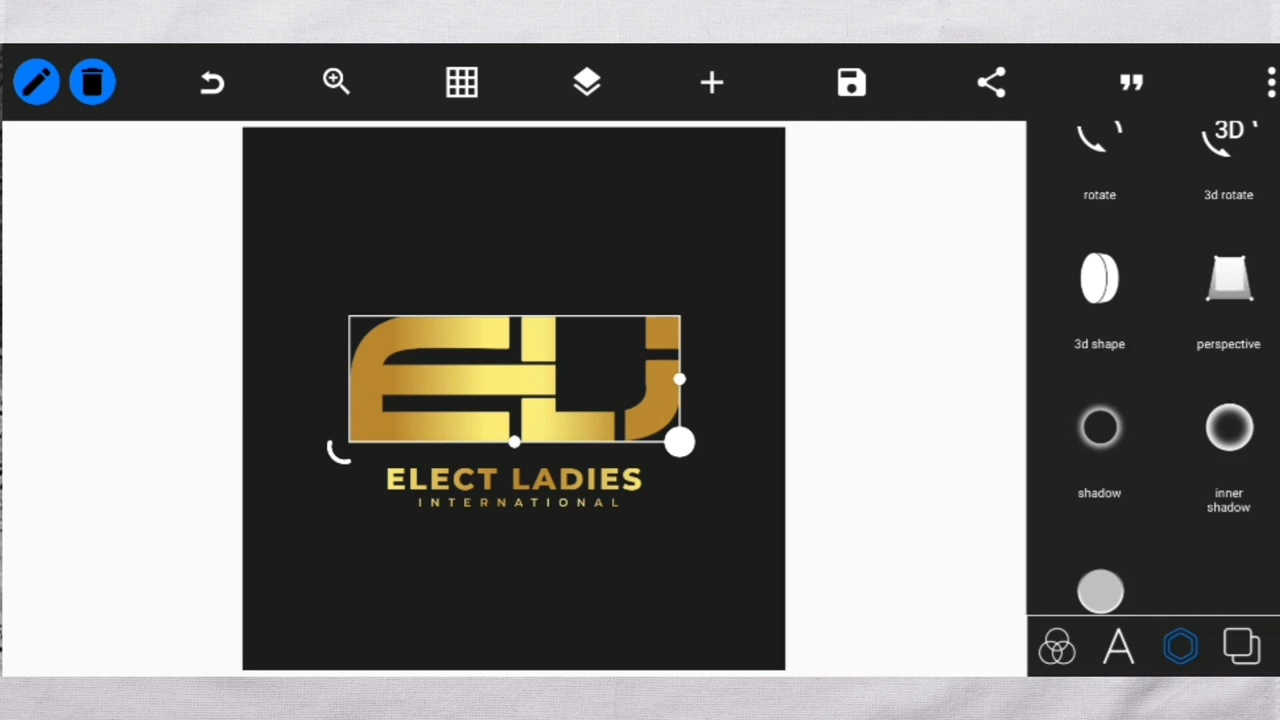 3D
rotate
3d rotate
3d shape
perspective
ELI
ELECT LADIES
INTERNATIONAL
shadow
inner
shadow